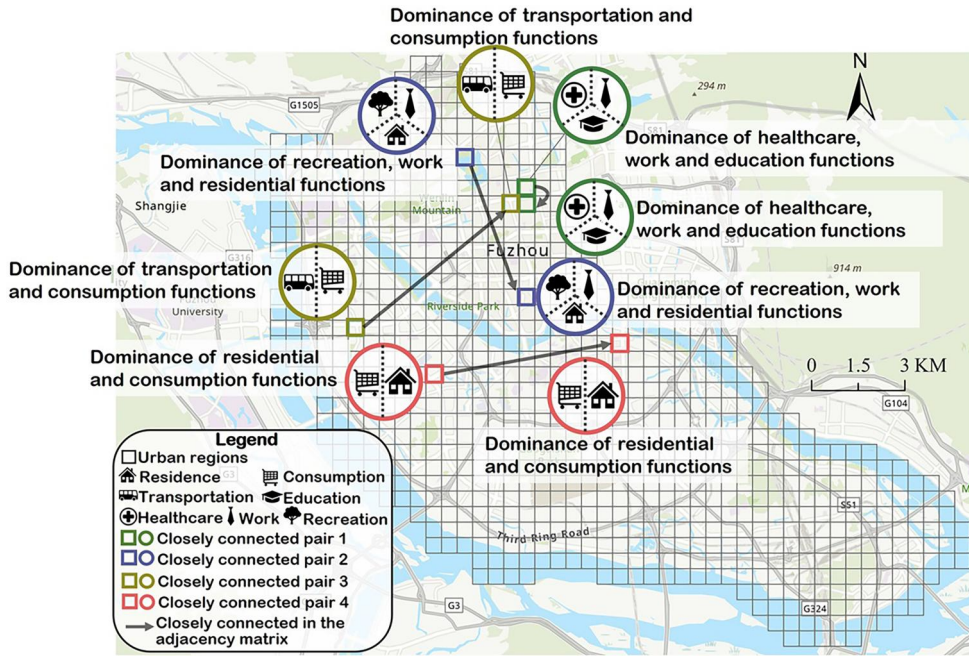 Dominance of transportation and
consumption functions
N
294 m
G1505
S81
Dominance of healthcare,
work and education functions
Dominance of recreation, work
and residential functions
Shangjie
Mountain
Dominance of healthcare,
work and education functions
S81
Fuzhou
G316
Dominance of transportation
and consumption functions
914 m
University
Riverside Park
Dominance of recreation, work
and residential functions
Dominance of residential
and consumption functions
0 1.5 3 KM
G104
Dominance of residential
and consumption functions
Legend
Urban regions
Residence
Consumption
Transportation
Education
Healthcare
Work
Recreation
Closely connected pair 1
Closely connected pair 2
Closely connected pair 3
Closely connected pair 4
Closely connected in the
adjacency matrix
G3
S51
Third Ring Road
G3
G324